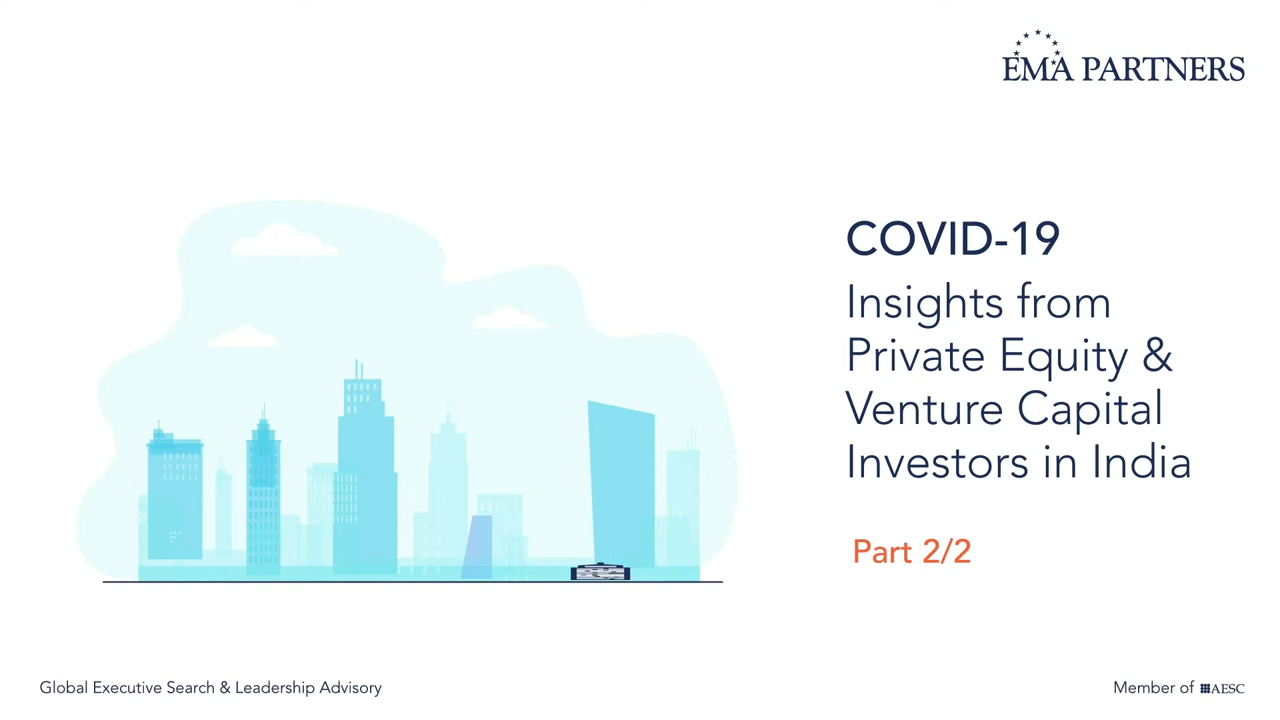 EMA PARTNERS
COVID-19
Insights from
Private Equity &
Venture Capital
Investors in India
Part 2/2
Global Executive Search & Leadership Advisory
Member of AESC